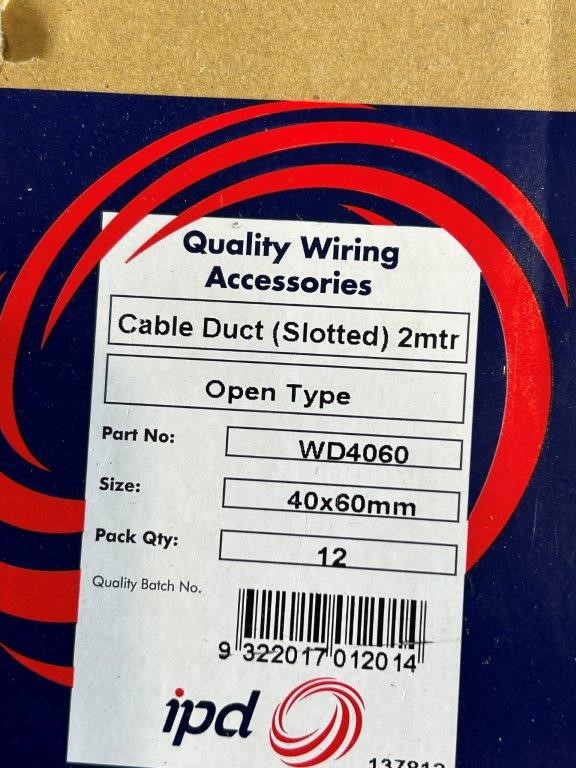 Quality Wiring
Accessories
Cable Duct (Slotted) 2mtr
Open Type
Part No: WD4060
Size: 40x60mm
Pack Qty: 12
Quality Batch No.
9 322017 012014
ipd